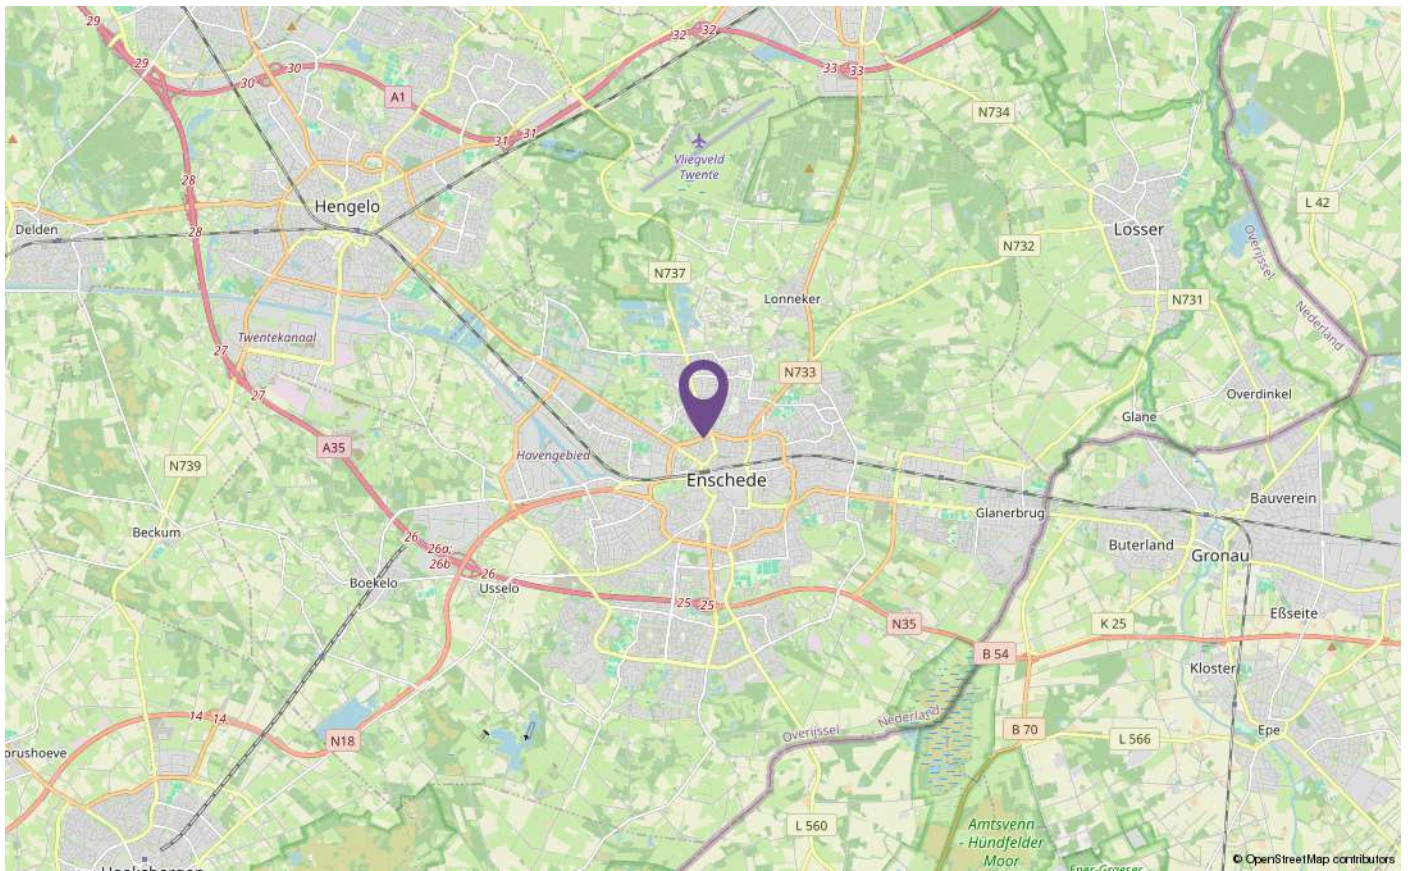 29
32
32
29
30
30
33
33
A1
31
31
N734
Vliegveld
Twente
28
L 42
Hengelo
Delden
28
Losser
N732
Overijssel
N737
Lonneker
N731
Nederland
Twentekanaal
27
N733
27
Overdinkel
Glane
A35
Havengebied
N739
Enschede
Bauverein
Glanerbrug
Beckum
26
26a;
26b
Buterland
Gronau
26
Boekelo
Usselo
25
25
Eßseite
N35
K 25
B 54
Kloster
14
14
Nederland
Overijssel
B 70
L 566
Epe
N18
orushoeve
L 560
Amtsvenn
- Hündfelder
Moor
© OpenStreetMap contributors